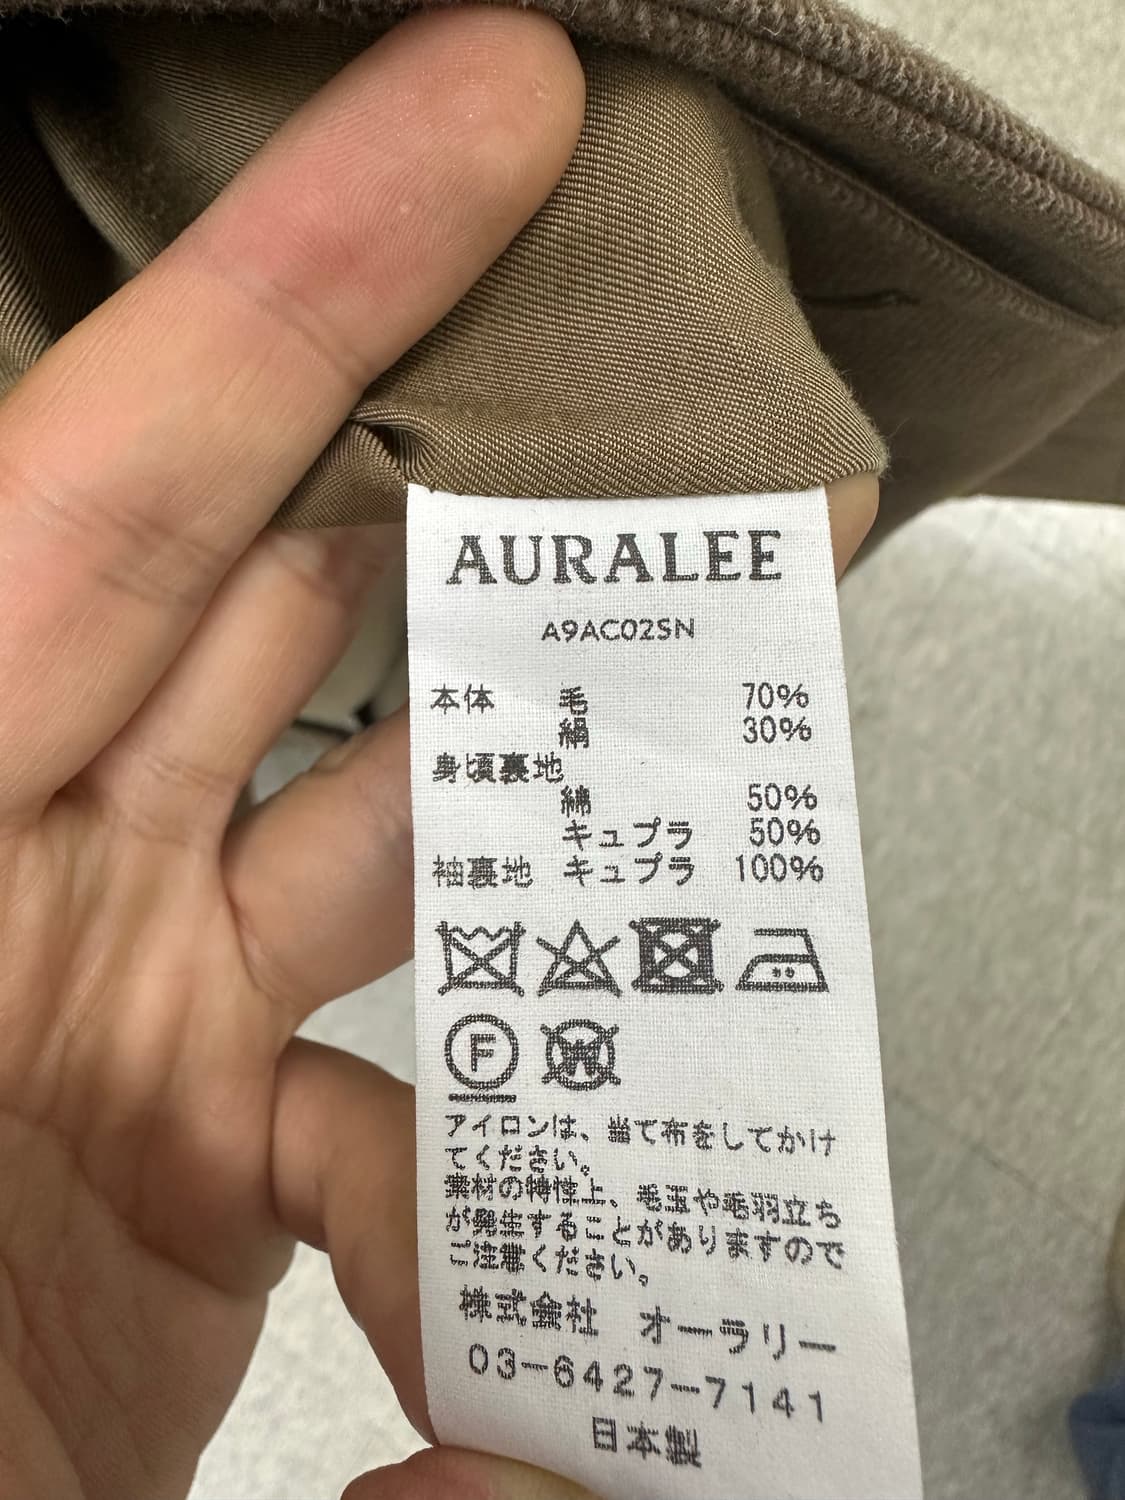 AURALEE
A9AC02SN
本体 毛 70%
絹 30%
身頃裏地
綿 50%
キュプラ 50%
袖裏地 キュプラ 100%
F
W
アイロンは、当て布をしてかけ
てください。
素材の特性上、毛玉や毛羽立ち
が発生することがありますので
ご注意ください。
株式会社 オーラリー
03-6427-7141
日本製